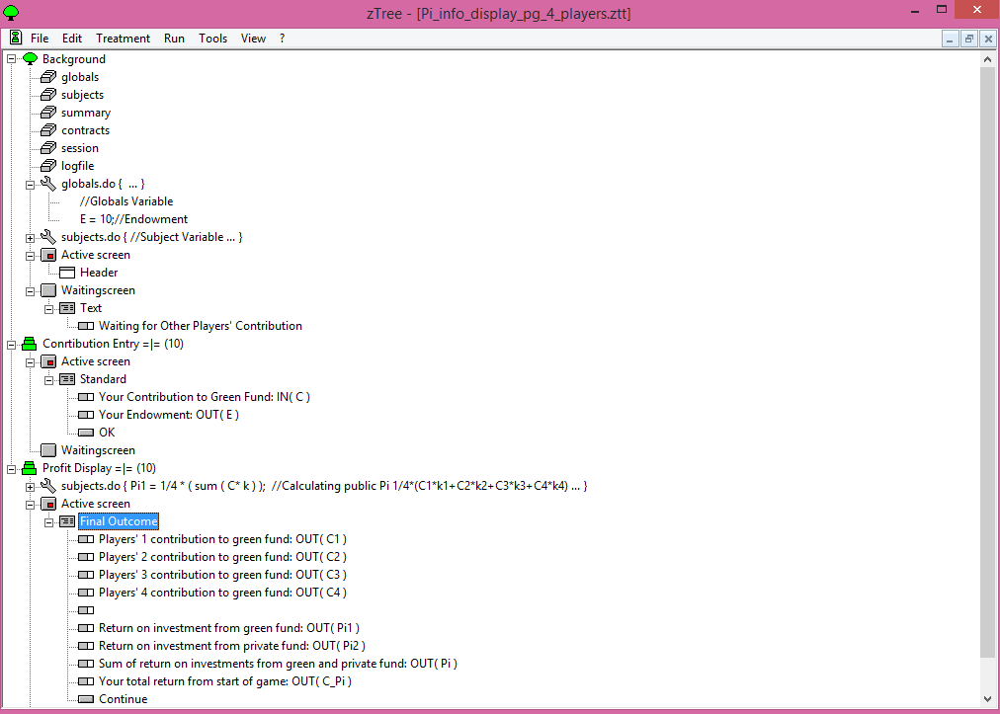 zTree - [Pi_info_display_pg_4_players.ztt]
File Edit Treatment Run Tools View ?
Background
globals
subjects
summary
contracts
session
logfile
globals.do { ... }
//Globals Variable
E = 10;//Endowment
subjects.do { //Subject Variable ... }
Active screen
Header
Waitingscreen
Text
Waiting for Other Players' Contribution
Conrtibution Entry =|= (10)
Active screen
Standard
Your Contribution to Green Fund: IN( C )
Your Endowment: OUT( E )
OK
Waitingscreen
Profit Display =|= (10)
subjects.do { Pi1 = 1/4 * ( sum ( C* k ) ); //Calculating public Pi 1/4*(C1*k1+C2*k2+C3*k3+C4*k4) ... }
Active screen
Final Outcome
Players' 1 contribution to green fund: OUT( C1 )
Players' 2 contribution to green fund: OUT( C2 )
Players' 3 contribution to green fund: OUT( C3 )
Players' 4 contribution to green fund: OUT( C4 )
Return on investment from green fund: OUT( Pi1 )
Return on investment from private fund: OUT( Pi2 )
Sum of return on investments from green and private fund: OUT( Pi )
Your total return from start of game: OUT( C_Pi )
Continue